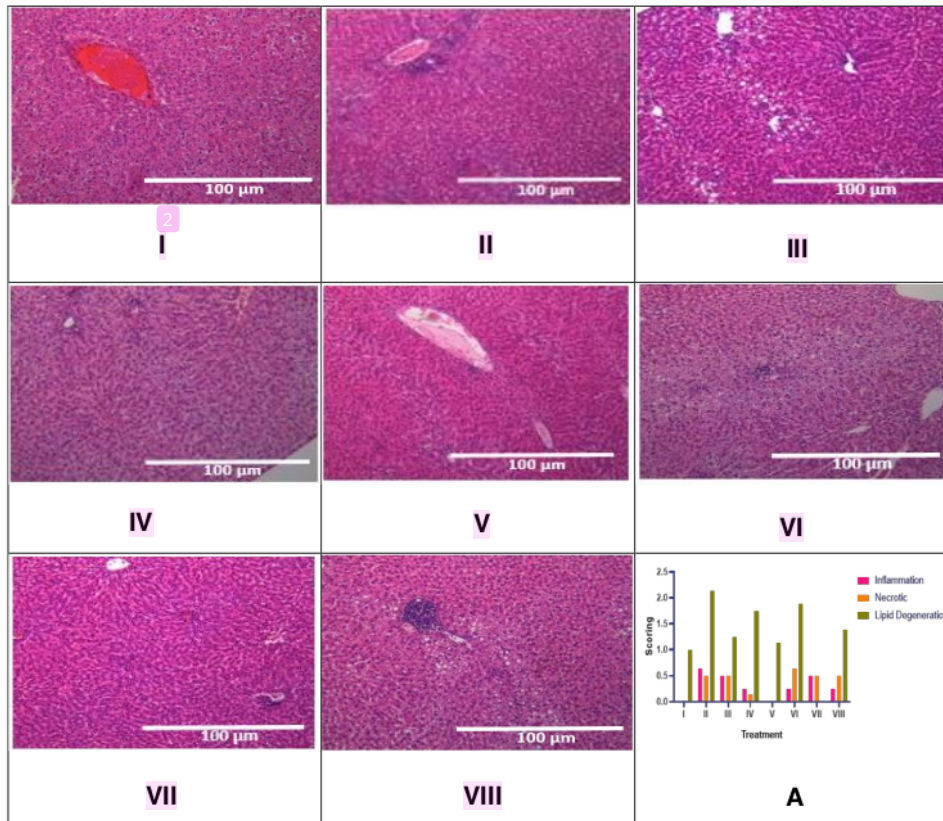 100 µm
100 µm
100 µm
2
I
II
III
100 µm
100 µm
100 µm
IV
V
VI
100 µm
100 µm
Inflammation
Necrotic
Lipid Degeneratio
Scoring
2.5
2.0
1.5
1.0
0.5
0.0
I II III IV V VI VII VIII
Treatment
VII
VIII
A